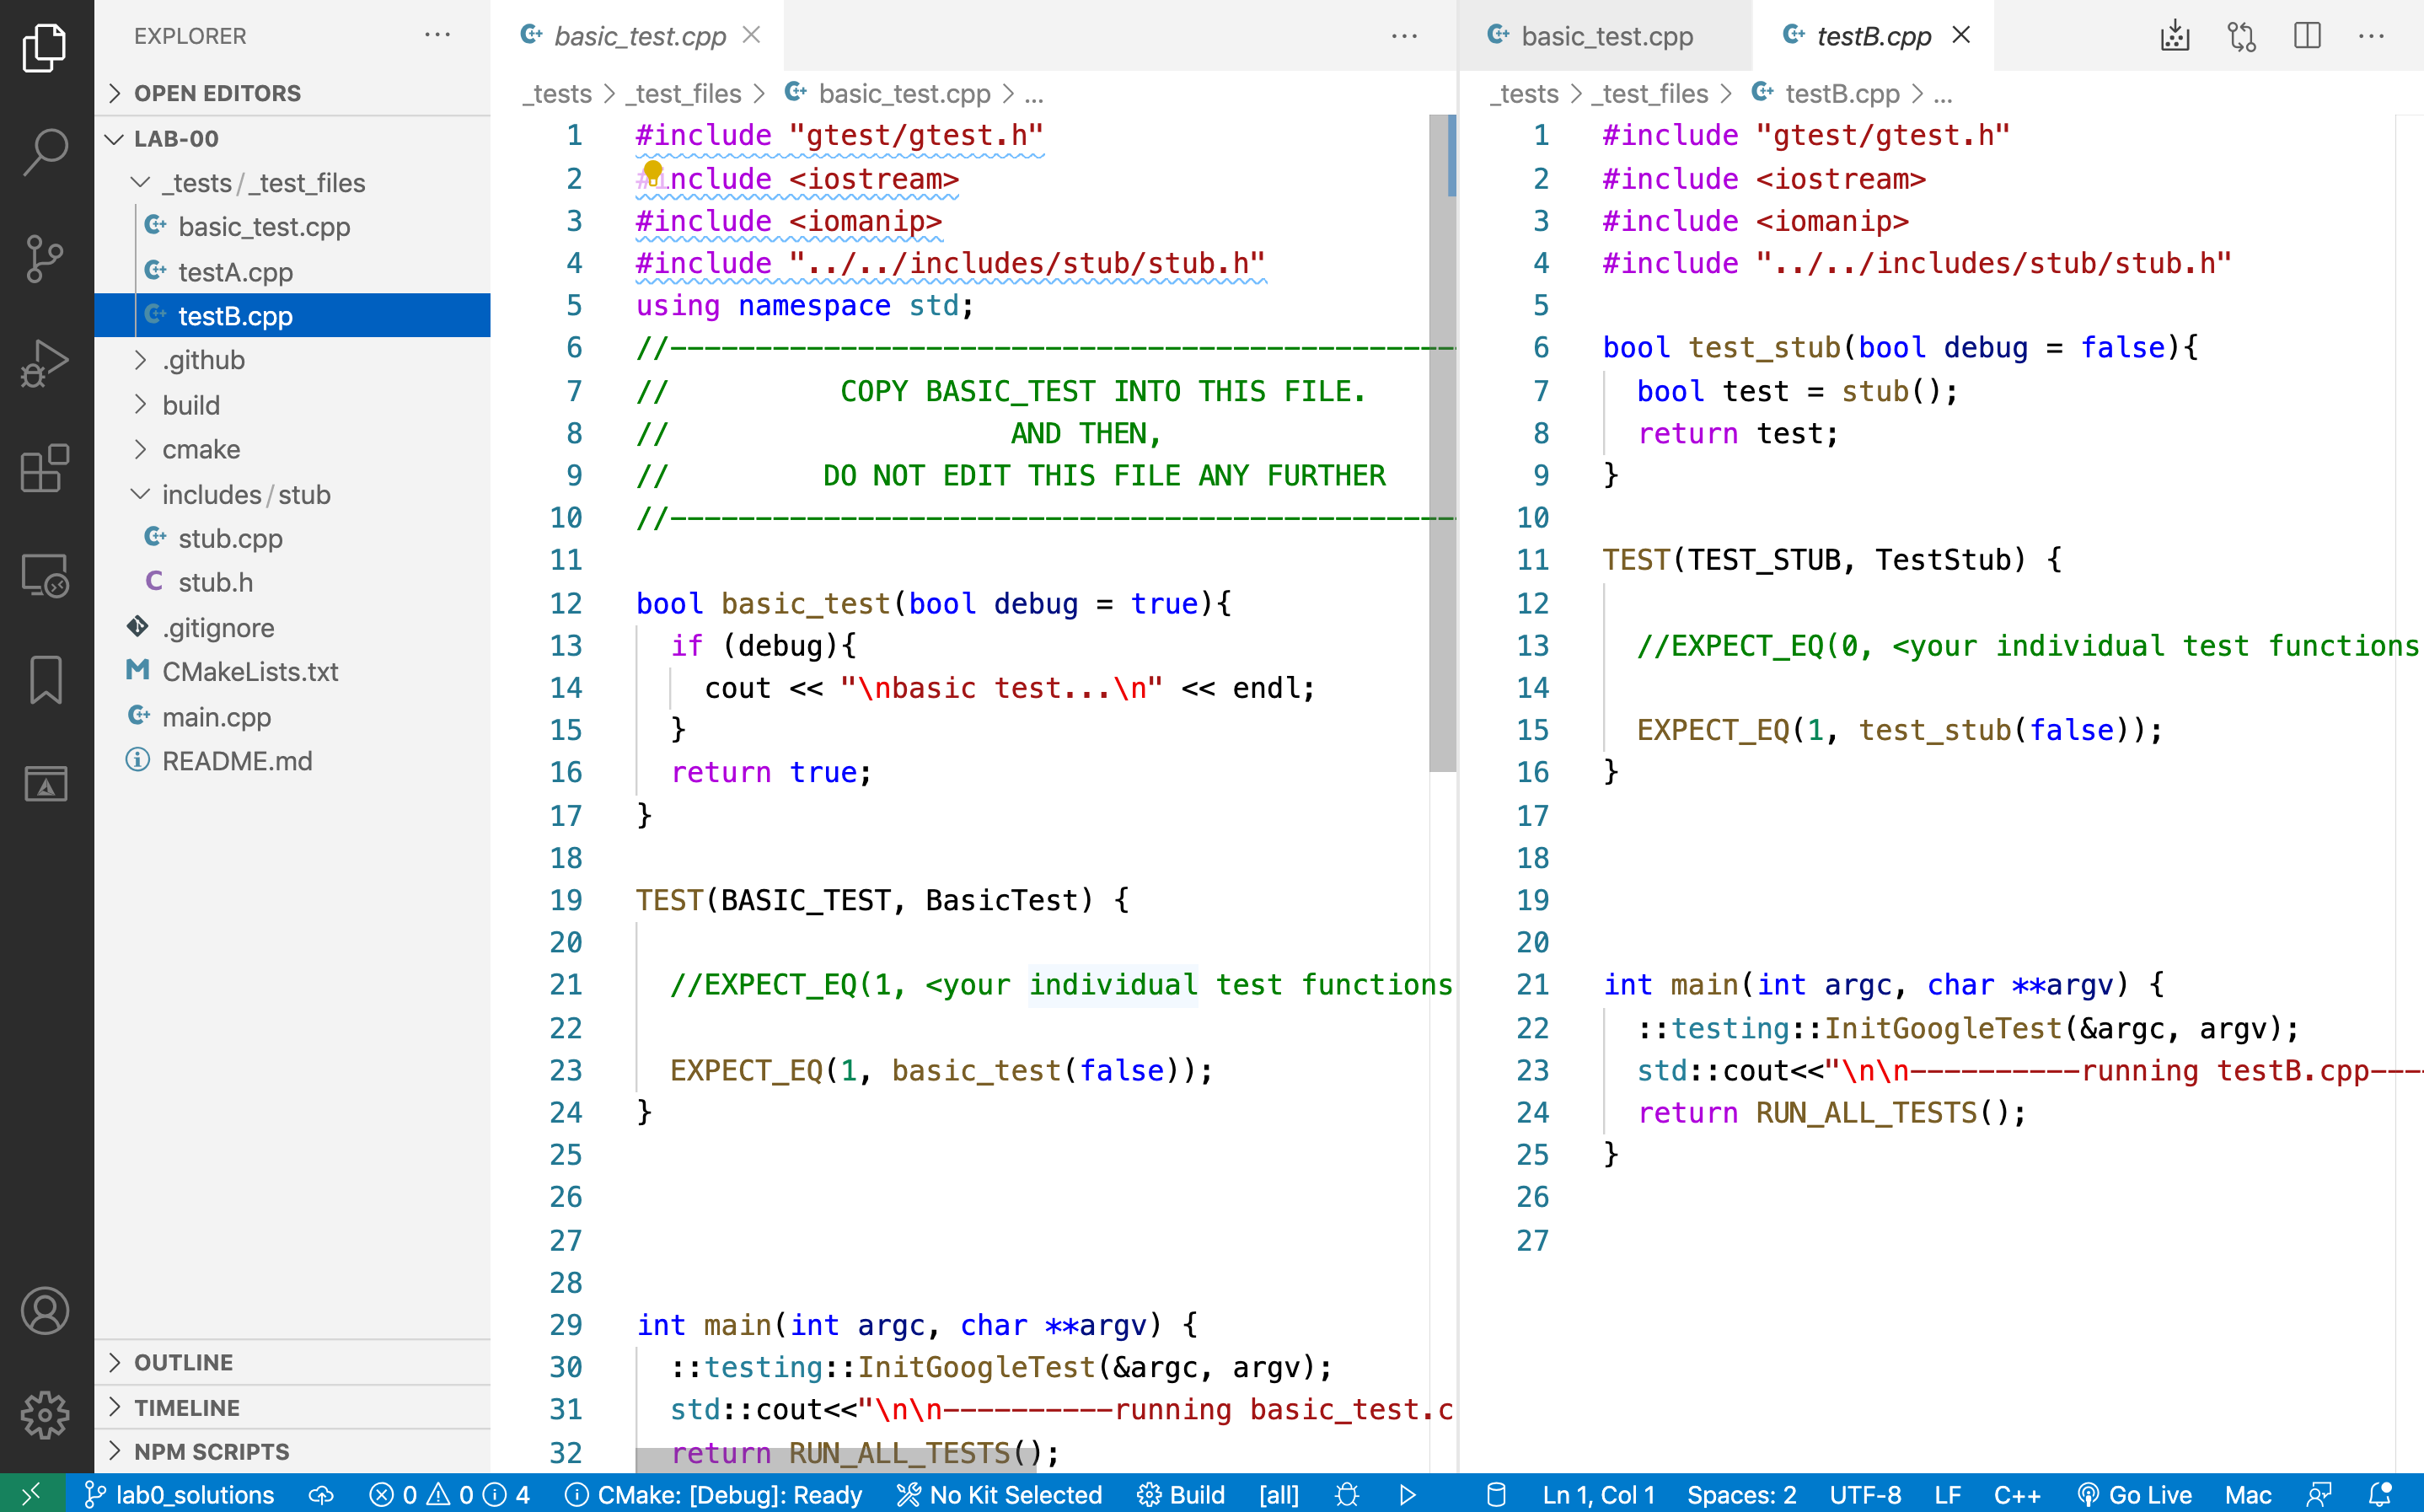 EXPLORER
OPEN EDITORS
LAB-00
_tests/_test_files
basic_test.cpp
testA.cpp
testB.cpp
.github
build
cmake
includes/stub
stub.cpp
stub.h
.gitignore
CMakeLists.txt
main.cpp
README.md
OUTLINE
TIMELINE
NPM SCRIPTS
basic_test.cpp
_tests > _test_files > basic_test.cpp > ...
1 #include "gtest/gtest.h"
2 #include <iostream>
3 #include <iomanip>
4 #include "../../includes/stub/stub.h"
5 using namespace std;
6 //----------------------------------------------
7 // COPY BASIC_TEST INTO THIS FILE.
8 // AND THEN,
9 // DO NOT EDIT THIS FILE ANY FURTHER
10 //----------------------------------------------
11
12 bool basic_test(bool debug = true){
13 if (debug){
14 cout << "\nbasic test...\n" << endl;
15 }
16 return true;
17 }
18
19 TEST(BASIC_TEST, BasicTest) {
20
21 //EXPECT_EQ(1, <your individual test functions
22
23 EXPECT_EQ(1, basic_test(false));
24 }
25
26
27
28
29 int main(int argc, char **argv) {
30 ::testing::InitGoogleTest(&argc, argv);
31 std::cout<<"\n\n----------running basic_test.c
32 return RUN_ALL_TESTS();
basic_test.cpp testB.cpp
_tests > _test_files > testB.cpp > ...
1 #include "gtest/gtest.h"
2 #include <iostream>
3 #include <iomanip>
4 #include "../../includes/stub/stub.h"
5
6 bool test_stub(bool debug = false){
7 bool test = stub();
8 return test;
9 }
10
11 TEST(TEST_STUB, TestStub) {
12
13 //EXPECT_EQ(0, <your individual test functions
14
15 EXPECT_EQ(1, test_stub(false));
16 }
17
18
19
20
21 int main(int argc, char **argv) {
22 ::testing::InitGoogleTest(&argc, argv);
23 std::cout<<"\n\n----------running testB.cpp----
24 return RUN_ALL_TESTS();
25 }
26
27
lab0_solutions 0 0 4 CMake: [Debug]: Ready No Kit Selected Build [all] Ln 1, Col 1 Spaces: 2 UTF-8 LF C++ Go Live Mac